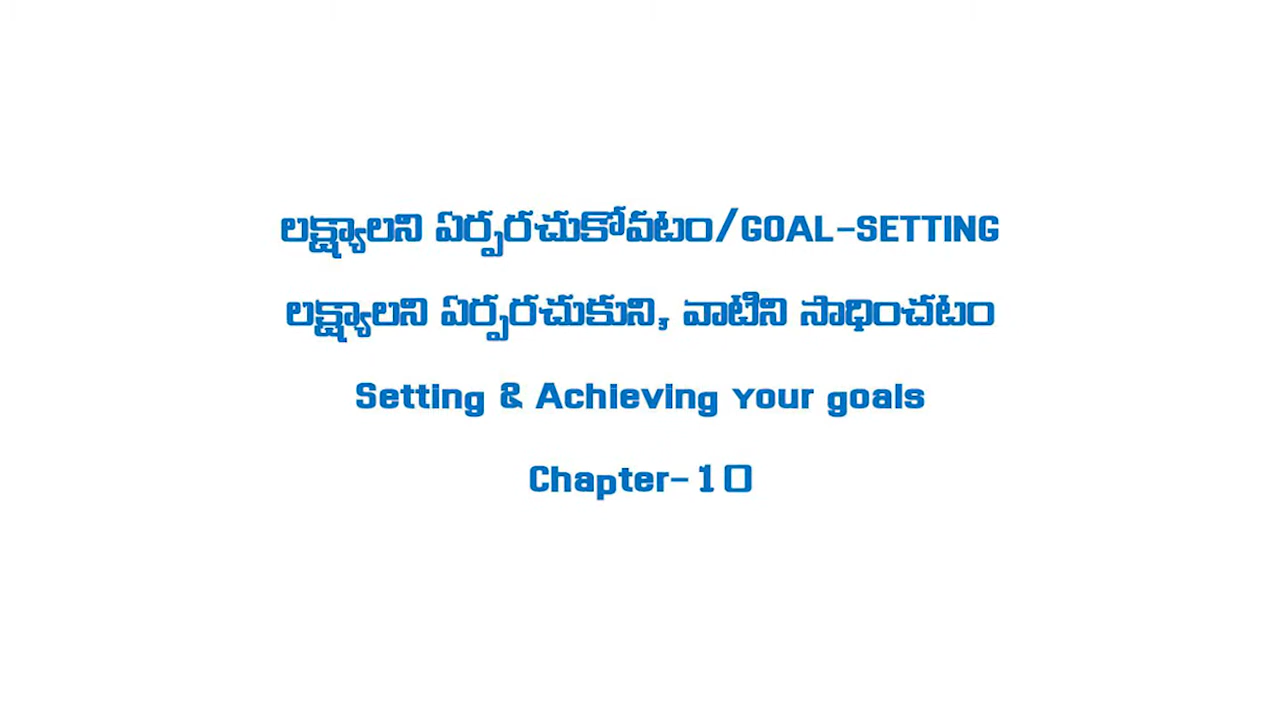 లక్ష్యాలని ఏర్పరచుకోవటం/GOAL-SETTING
లక్ష్యాలని ఏర్పరచుకుని, వాటిని సాధించటం
Setting & Achieving your goals
Chapter-10